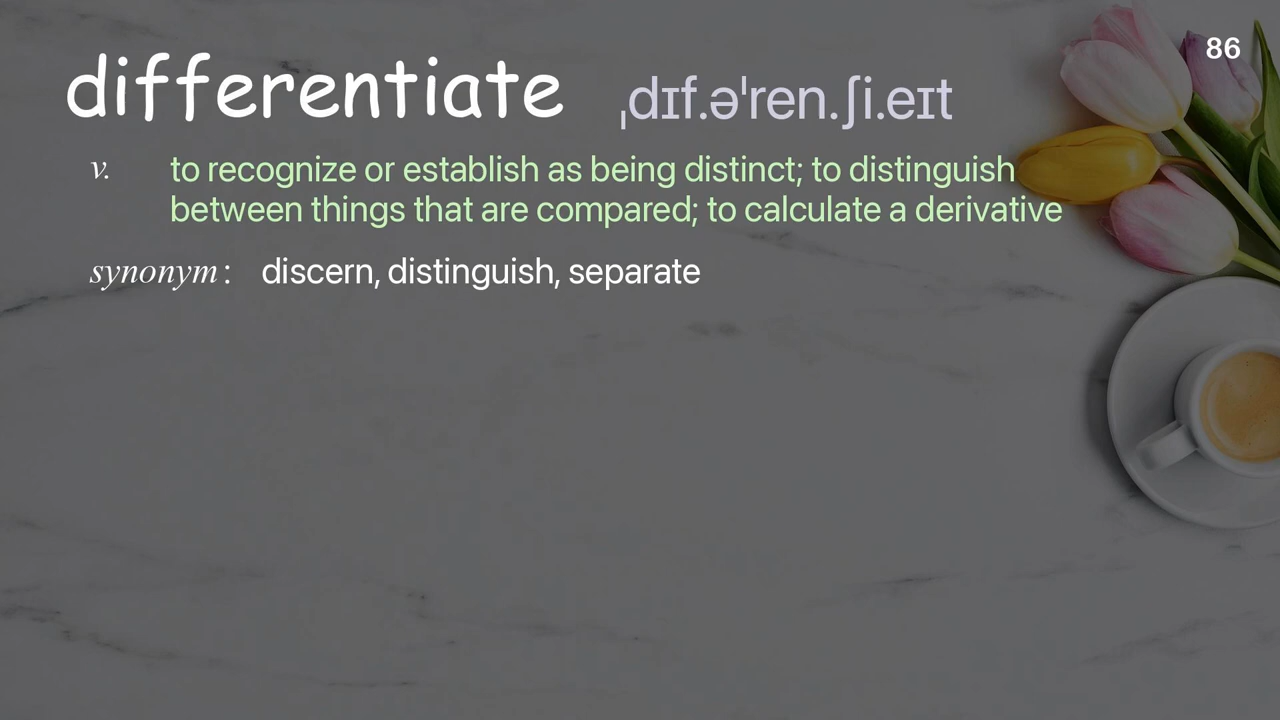 86
differentiate ˌdɪf.əˈren.ʃi.eɪt
v. to recognize or establish as being distinct; to distinguish
between things that are compared; to calculate a derivative
synonym : discern, distinguish, separate